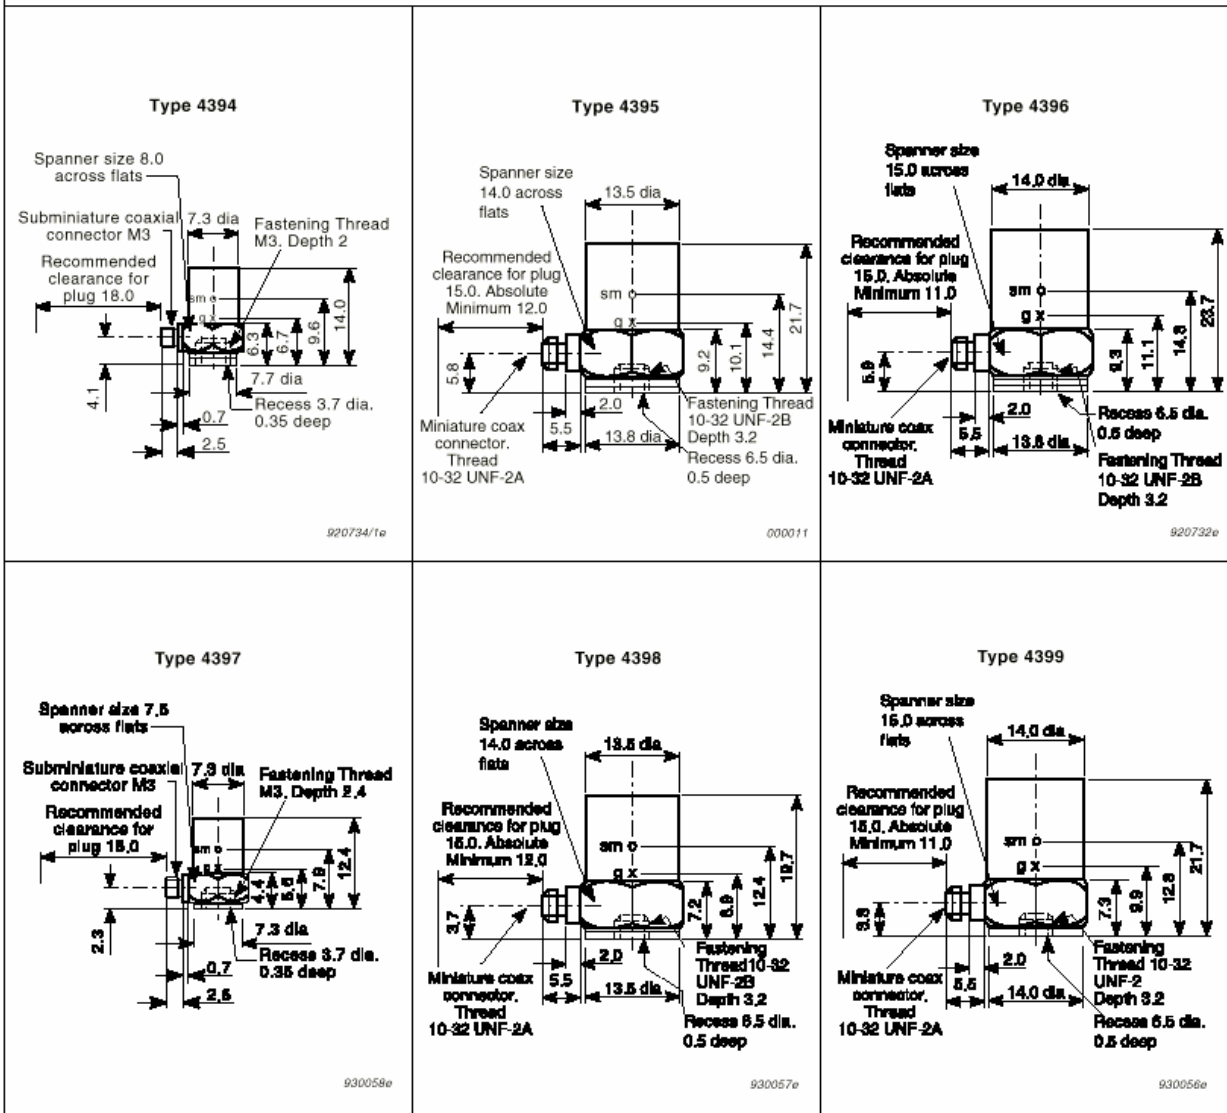 Type 4394
Spanner size 8.0
across flats
Subminiature coaxial
connector M3
7.3 dia
Fastening Thread
M3. Depth 2
Recommended
clearance for
plug 18.0
sm
g x
6.3
6.7
9.6
14.0
4.1
7.7 dia
Recess 3.7 dia.
0.35 deep
0.7
2.5
920734/1e
Type 4395
Spanner size
14.0 across
flats
13.5 dia
Recommended
clearance for plug
15.0. Absolute
Minimum 12.0
sm
g x
9.2
10.1
14.4
21.7
5.8
2.0
5.5
13.8 dia
Miniature coax
connector.
Thread
10-32 UNF-2A
Fastening Thread
10-32 UNF-2B
Depth 3.2
Recess 6.5 dia.
0.5 deep
000011
Type 4396
Spanner size
15.0 across
flats
14.0 dia
Recommended
clearance for plug
15.0. Absolute
Minimum 11.0
sm
g x
9.3
11.1
14.8
23.7
5.9
2.0
5.5
13.8 dia
Miniature coax
connector.
Thread
10-32 UNF-2A
Recess 6.5 dia.
0.5 deep
Fastening Thread
10-32 UNF-2B
Depth 3.2
920732e
Type 4397
Spanner size 7.5
across flats
Subminiature coaxial
connector M3
7.3 dia
Fastening Thread
M3. Depth 2.4
Recommended
clearance for
plug 18.0
sm
g x
4.4
5.6
7.9
12.4
2.3
7.3 dia
Recess 3.7 dia.
0.35 deep
0.7
2.5
930058e
Type 4398
Spanner size
14.0 across
flats
13.5 dia
Recommended
clearance for plug
15.0. Absolute
Minimum 12.0
sm
g x
7.2
8.9
12.4
19.7
3.7
2.0
5.5
13.5 dia
Miniature coax
connector.
Thread
10-32 UNF-2A
Fastening
Thread10-32
UNF-2B
Depth 3.2
Recess 6.5 dia.
0.5 deep
930057e
Type 4399
Spanner size
15.0 across
flats
14.0 dia
Recommended
clearance for plug
15.0. Absolute
Minimum 11.0
sm
g x
7.3
9.9
12.8
21.7
3.8
2.0
5.5
14.0 dia
Miniature coax
connector.
Thread
10-32 UNF-2A
Fastening
Thread 10-32
UNF-2
Depth 3.2
Recess 6.5 dia.
0.5 deep
930056e